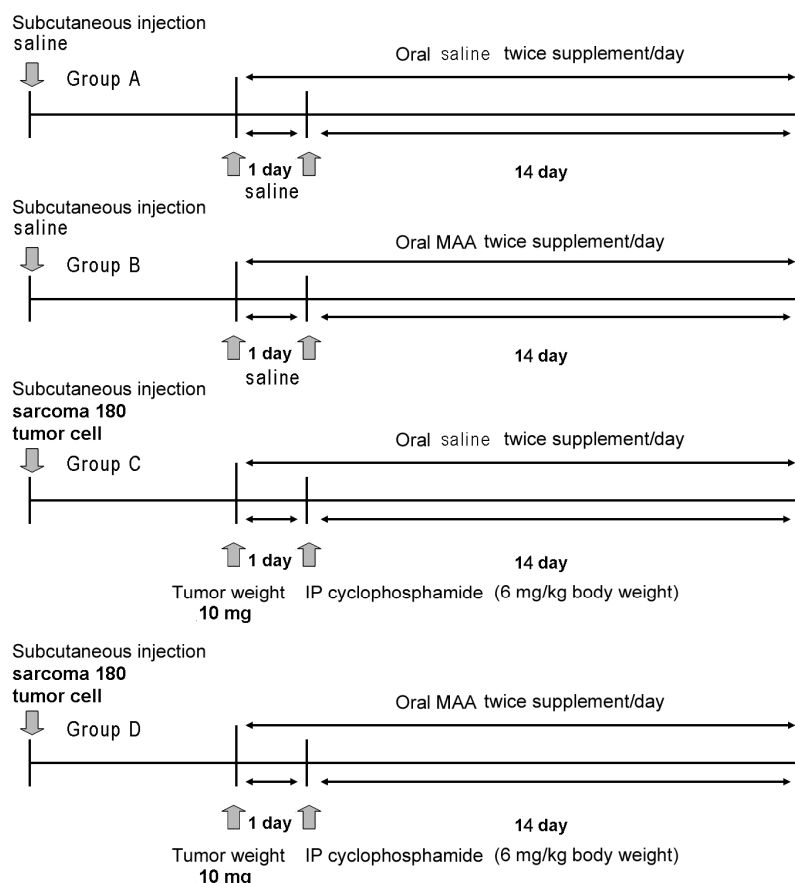 Subcutaneous injection
saline
Oral saline twice supplement/day
Group A
1 day
14 day
saline
Subcutaneous injection
saline
Oral MAA twice supplement/day
Group B
1 day
14 day
saline
Subcutaneous injection
sarcoma 180
tumor cell
Oral saline twice supplement/day
Group C
1 day
14 day
Tumor weight
10 mg
IP cyclophosphamide (6 mg/kg body weight)
Subcutaneous injection
sarcoma 180
tumor cell
Oral MAA twice supplement/day
Group D
1 day
14 day
Tumor weight
10 mg
IP cyclophosphamide (6 mg/kg body weight)